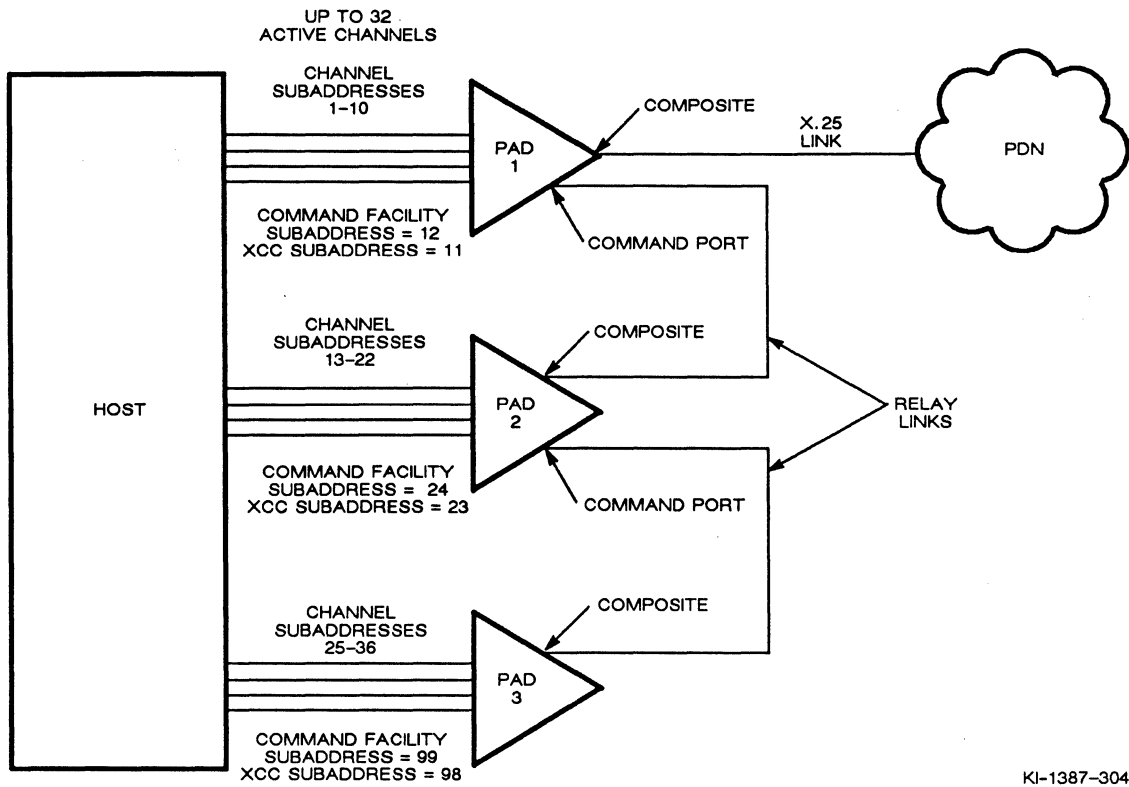 UP TO 32
ACTIVE CHANNELS
CHANNEL
SUBADDRESSES
1-10
COMPOSITE
X.25
LINK
PDN
PAD
1
COMMAND FACILITY
SUBADDRESS = 12
XCC SUBADDRESS = 11
COMMAND PORT
CHANNEL
SUBADDRESSES
13-22
COMPOSITE
HOST
PAD
2
RELAY
LINKS
COMMAND FACILITY
SUBADDRESS = 24
XCC SUBADDRESS = 23
COMMAND PORT
CHANNEL
SUBADDRESSES
25-36
COMPOSITE
PAD
3
COMMAND FACILITY
SUBADDRESS = 99
XCC SUBADDRESS = 98
KI-1387-304